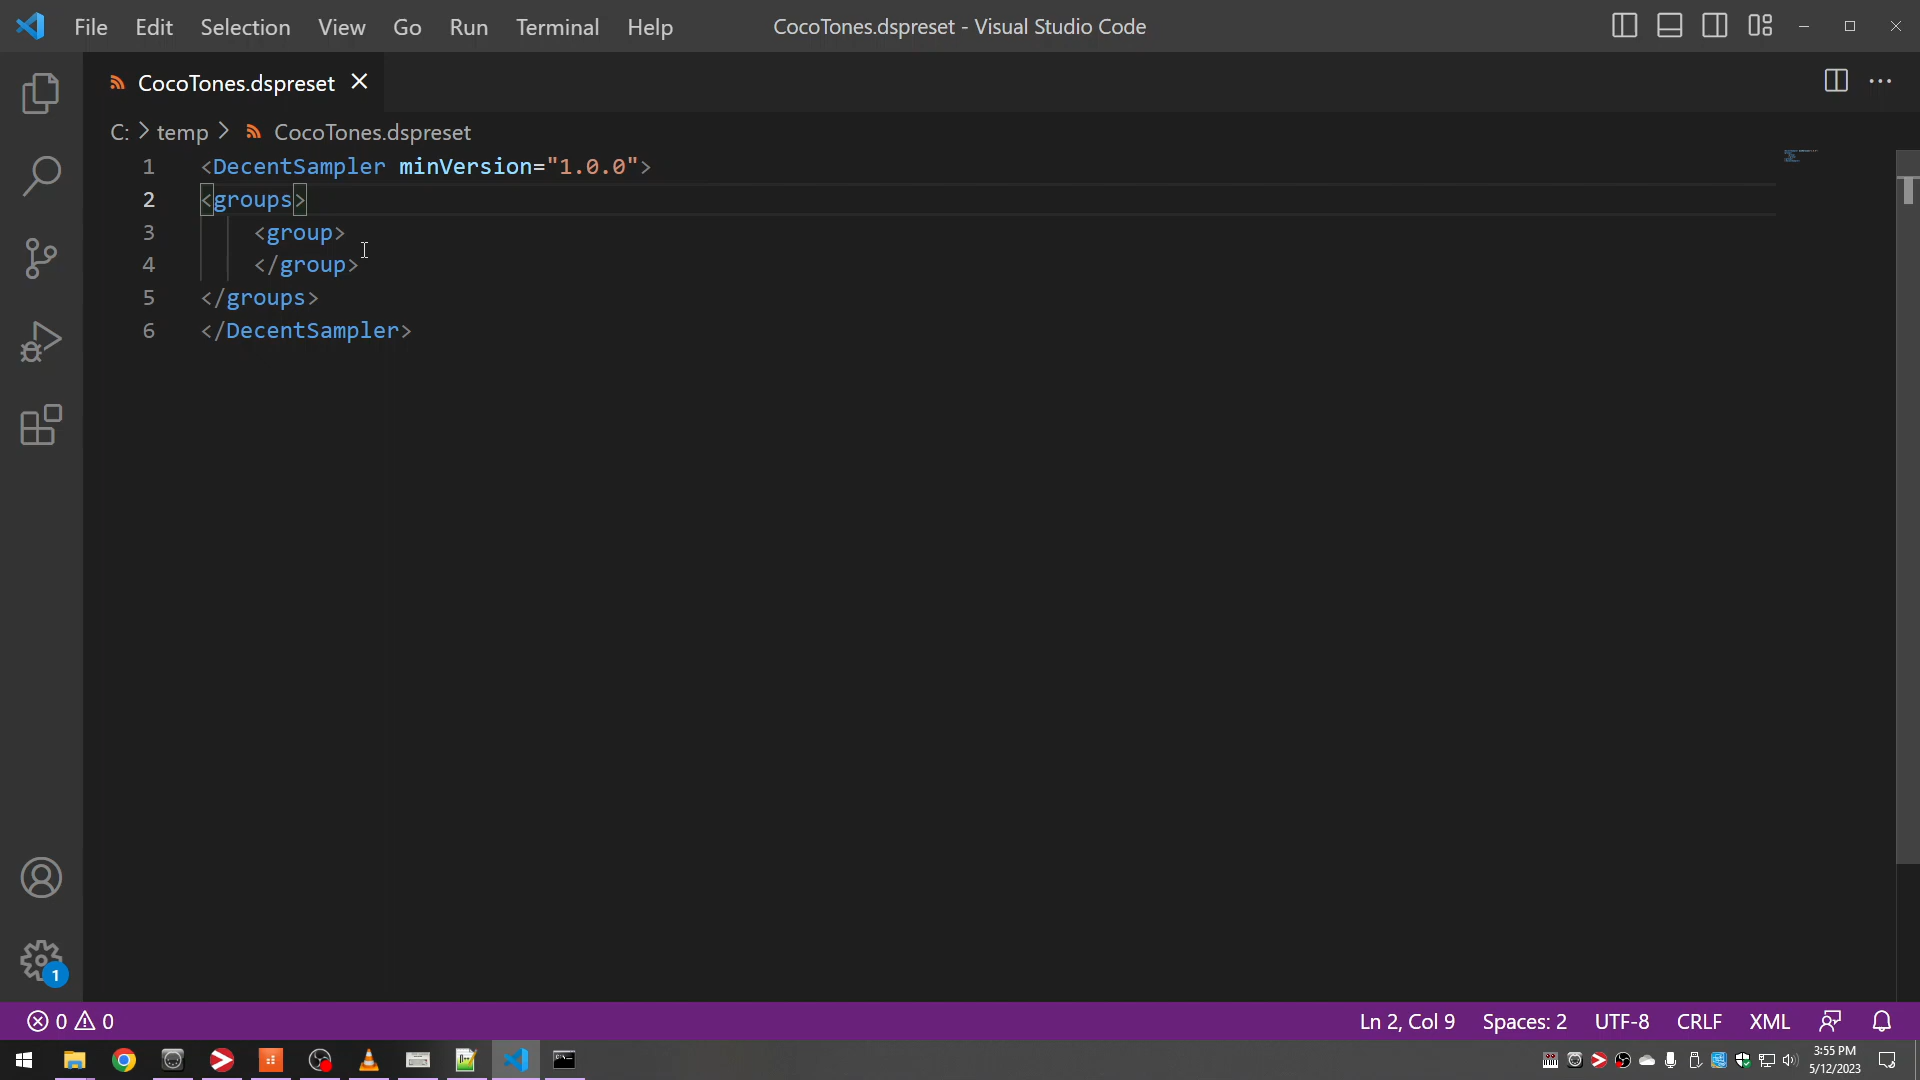 File Edit Selection View Go Run Terminal Help CocoTones.dspreset - Visual Studio Code
CocoTones.dspreset
C: > temp > CocoTones.dspreset
1 <DecentSampler minVersion="1.0.0">
2 <groups>
3 <group>
4 </group>
5 </groups>
6 </DecentSampler>
1
0 0 Ln 2, Col 9 Spaces: 2 UTF-8 CRLF XML
3:55 PM
5/12/2023